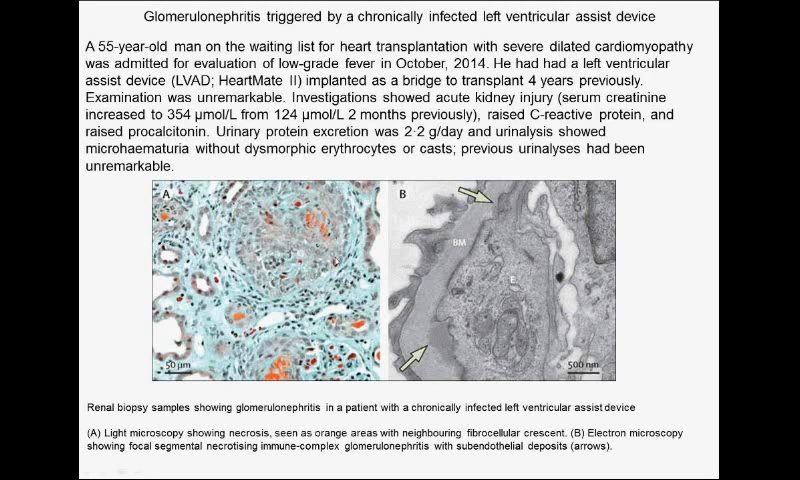 Glomerulonephritis triggered by a chronically infected left ventricular assist device
A 55-year-old man on the waiting list for heart transplantation with severe dilated cardiomyopathy
was admitted for evaluation of low-grade fever in October, 2014. He had had a left ventricular
assist device (LVAD; HeartMate II) implanted as a bridge to transplant 4 years previously.
Examination was unremarkable. Investigations showed acute kidney injury (serum creatinine
increased to 354 μmol/L from 124 μmol/L 2 months previously), raised C-reactive protein, and
raised procalcitonin. Urinary protein excretion was 2·2 g/day and urinalysis showed
microhaematuria without dysmorphic erythrocytes or casts; previous urinalyses had been
unremarkable.
A
B
BM
E
50 μm
500 nm
Renal biopsy samples showing glomerulonephritis in a patient with a chronically infected left ventricular assist device
(A) Light microscopy showing necrosis, seen as orange areas with neighbouring fibrocellular crescent. (B) Electron microscopy
showing focal segmental necrotising immune-complex glomerulonephritis with subendothelial deposits (arrows).